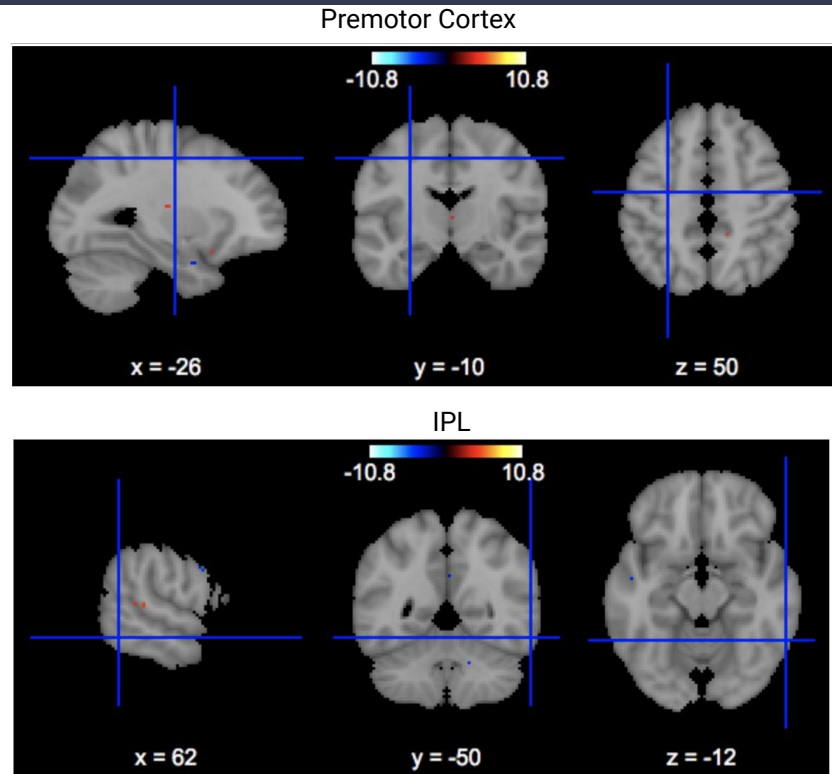 Premotor Cortex
-10.8 10.8
x = -26 y = -10 z = 50
IPL
-10.8 10.8
x = 62 y = -50 z = -12